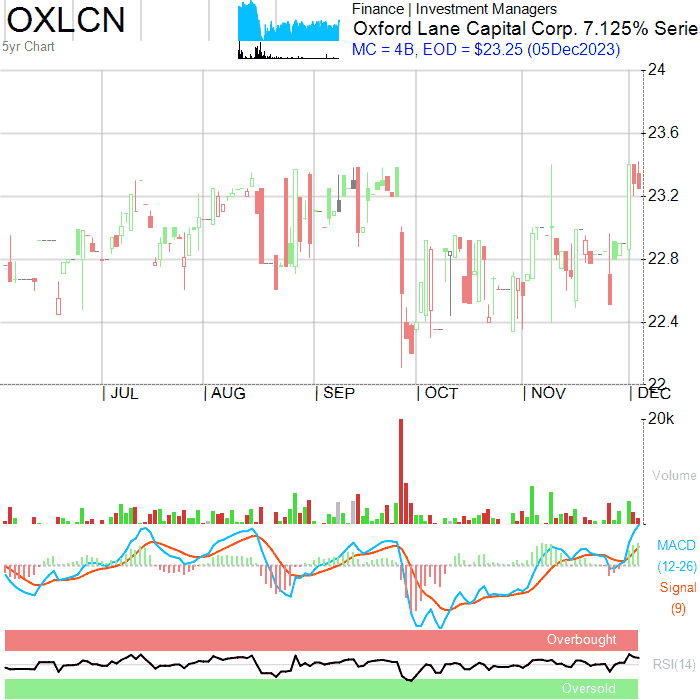 OXLCN
5yr Chart
Finance | Investment Managers
Oxford Lane Capital Corp. 7.125% Serie
MC = 4B, EOD = $23.25 (05Dec2023)
24
23.6
23.2
22.8
22.4
22
| JUL | AUG | SEP | OCT | NOV | DEC
20k
Volume
MACD
(12-26)
Signal
(9)
Overbought
RSI(14)
Oversold